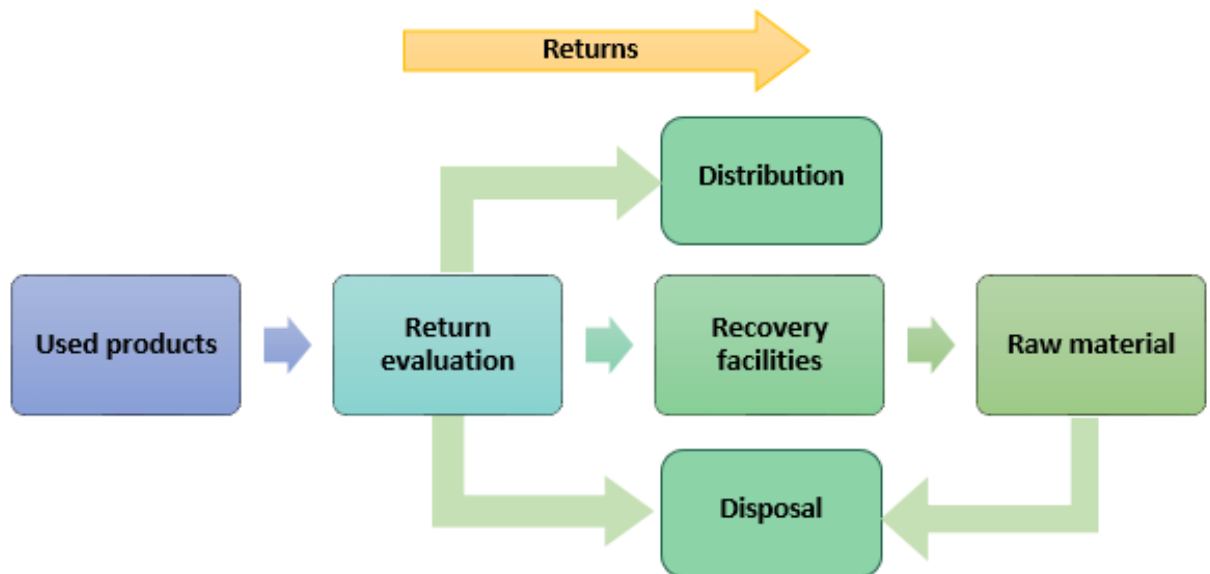 Returns
Distribution
Used products
Return
evaluation
Recovery
facilities
Raw material
Disposal